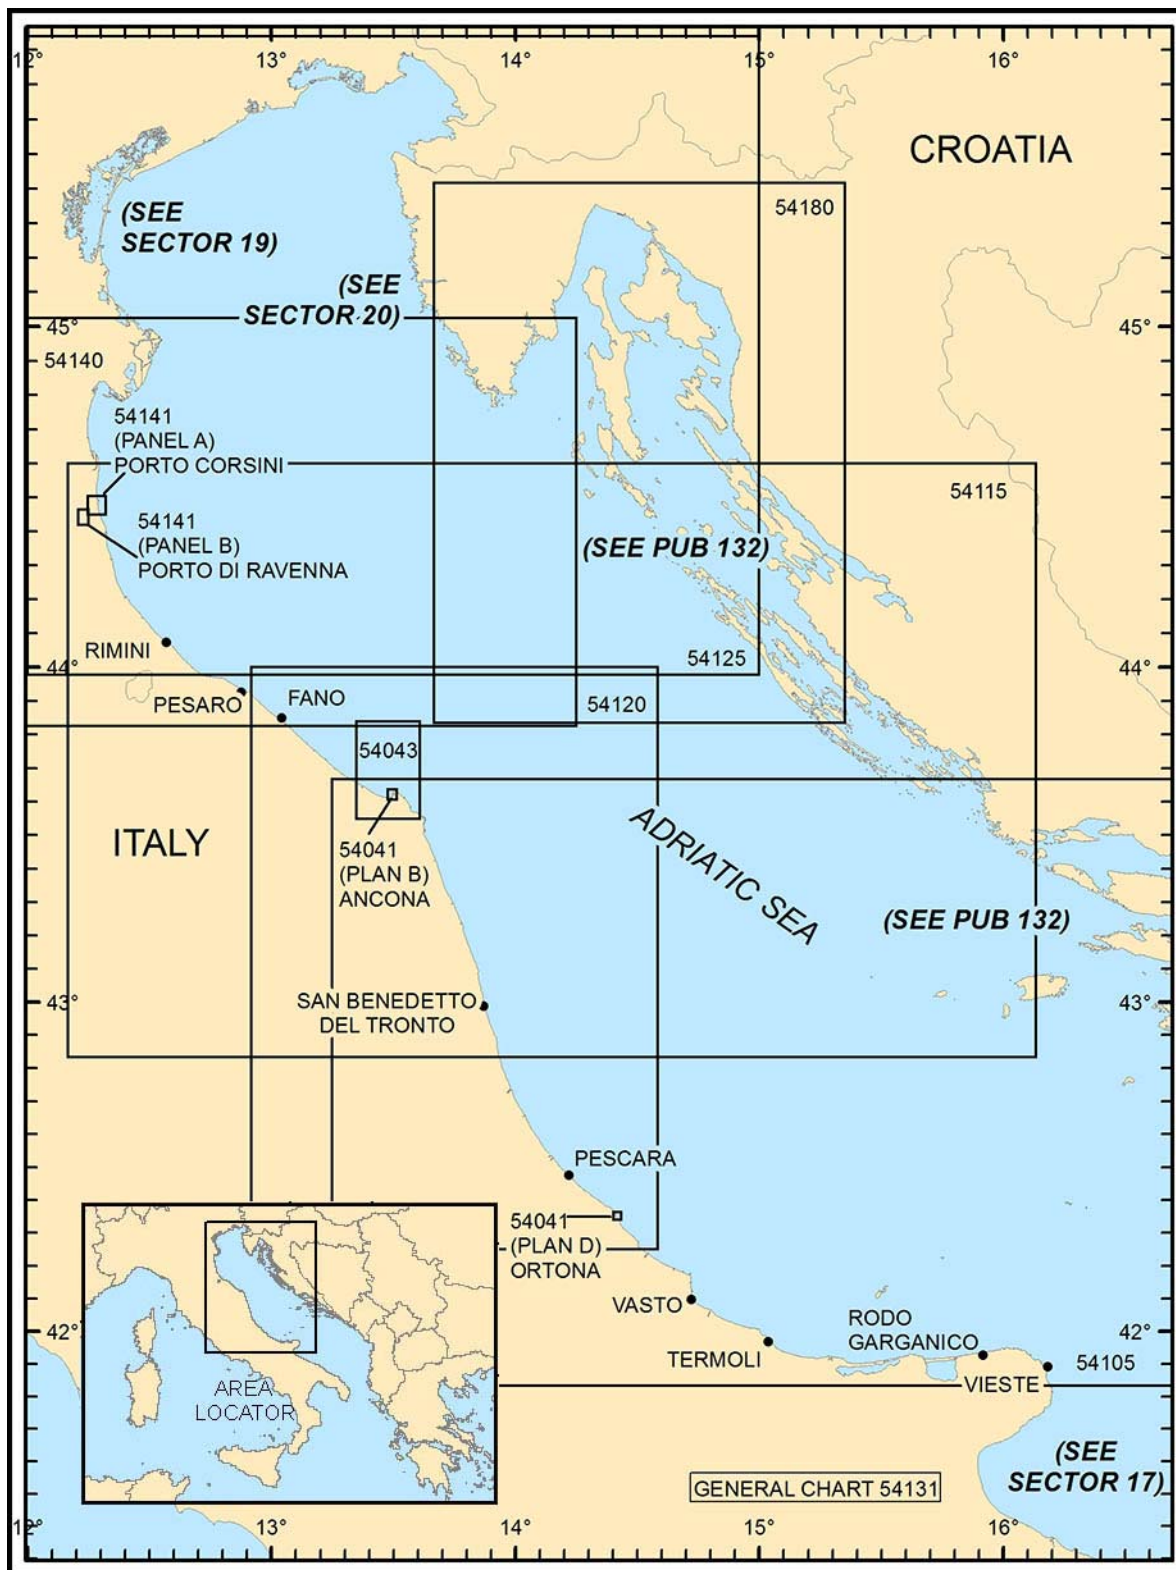 12°
13°
14°
15°
16°
CROATIA
54180
(SEE
SECTOR 19)
(SEE
SECTOR 20)
45°
45°
54140
54141
(PANEL A)
PORTO CORSINI
54115
54141
(PANEL B)
PORTO DI RAVENNA
(SEE PUB 132)
RIMINI
54125
44°
44°
PESARO
FANO
54120
54043
ITALY
ADRIATIC SEA
54041
(PLAN B)
ANCONA
(SEE PUB 132)
43°
43°
SAN BENEDETTO
DEL TRONTO
PESCARA
54041
(PLAN D)
ORTONA
VASTO
RODO
GARGANICO
42°
42°
TERMOLI
54105
VIESTE
AREA
LOCATOR
(SEE
SECTOR 17)
GENERAL CHART 54131
12°
13°
14°
15°
16°